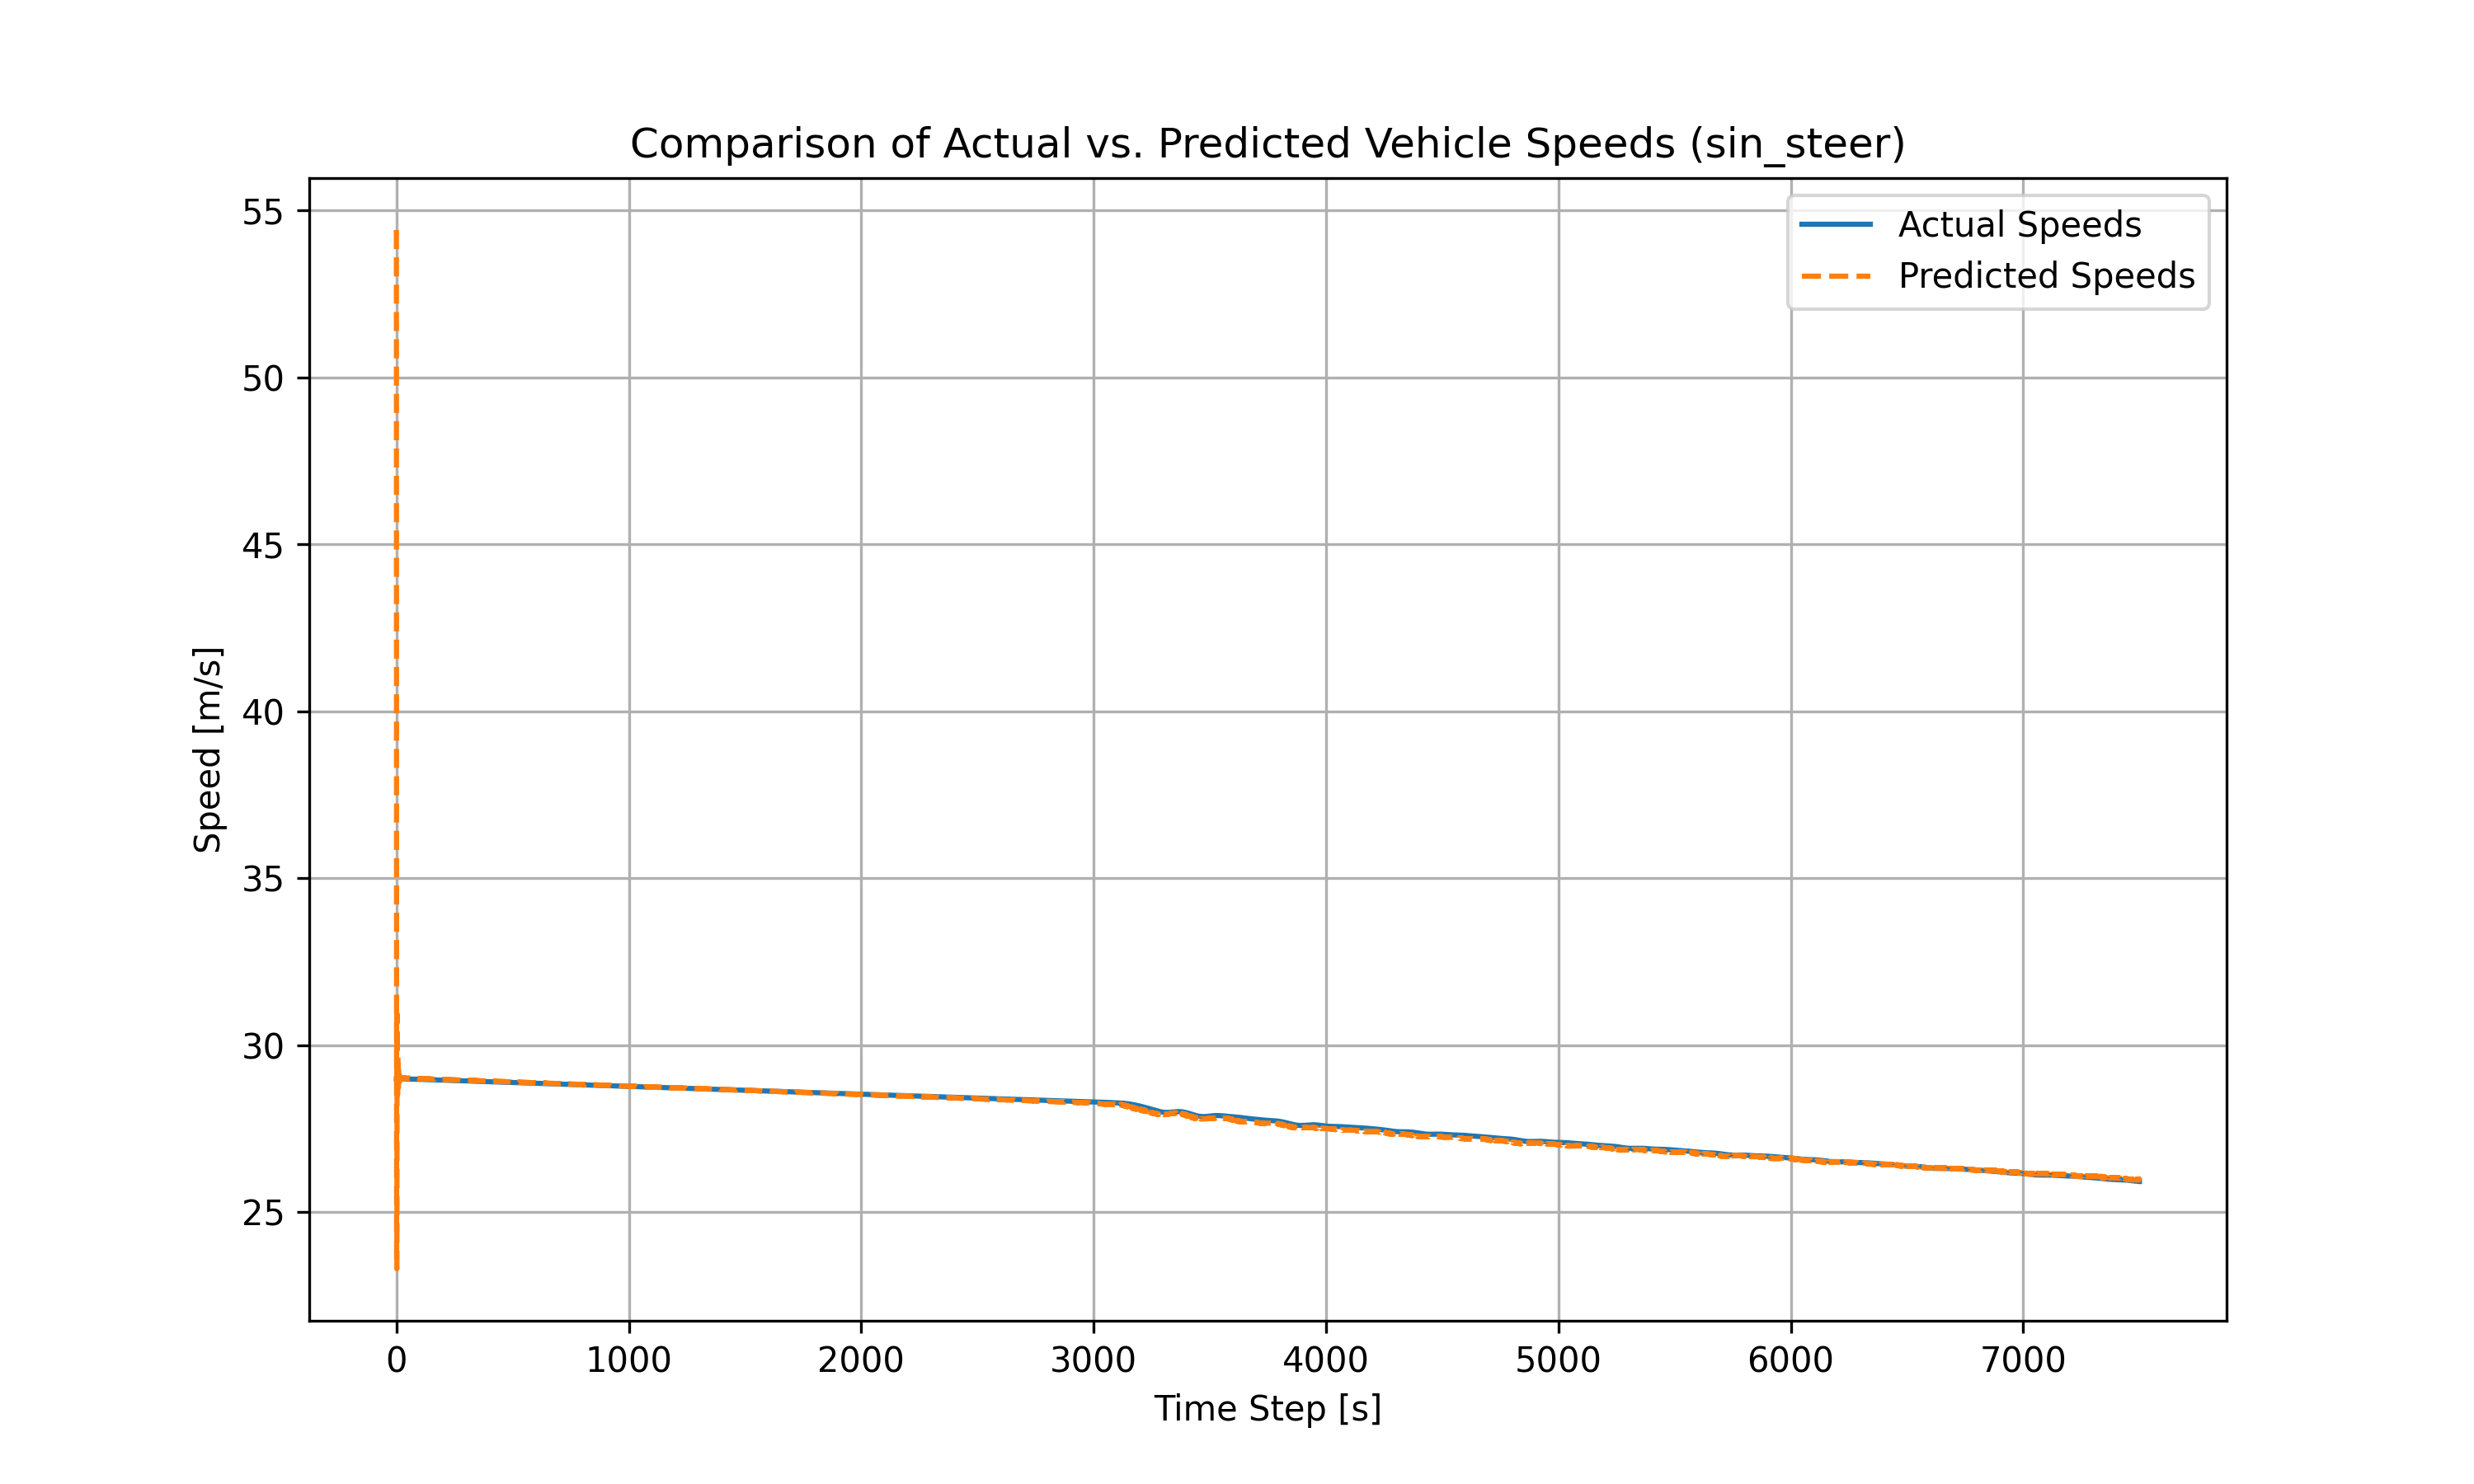 Comparison of Actual vs. Predicted Vehicle Speeds (sin_steer)
Actual Speeds
Predicted Speeds
55
50
45
40
35
30
25
Speed [m/s]
0 1000 2000 3000 4000 5000 6000 7000
Time Step [s]